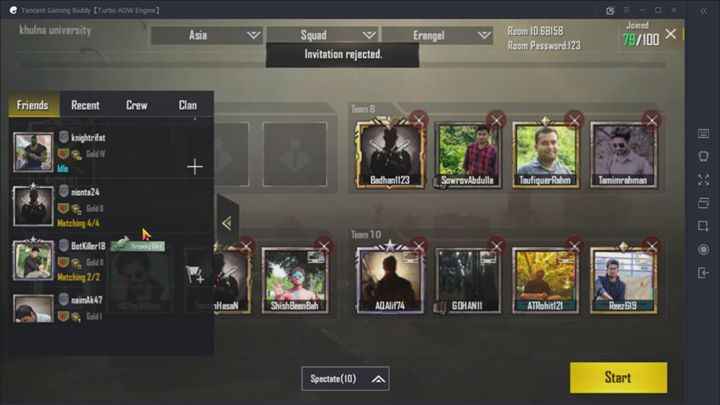 Tencent Gaming Buddy【Turbo AOW Engine】
khulna university
Asia
Squad
Erangel
Room ID:68158
Room Password:123
Joined
79/100
Invitation rejected.
Friends
Recent
Crew
Clan
knightrifat
Gold IV
Idle
nionta24
Gold II
Matching 4/4
BotKiller18
Gold II
Matching 2/2
naimAk47
Gold I
Team 8
Badhan1123
SowrovAbdulla
TaufiquerRahm
Tamimrahman
Team 10
HasaN
ShishBeenBah
AQAlif74
GOHAN11
ATRohit121
Reez619
Spectate(10)
Start